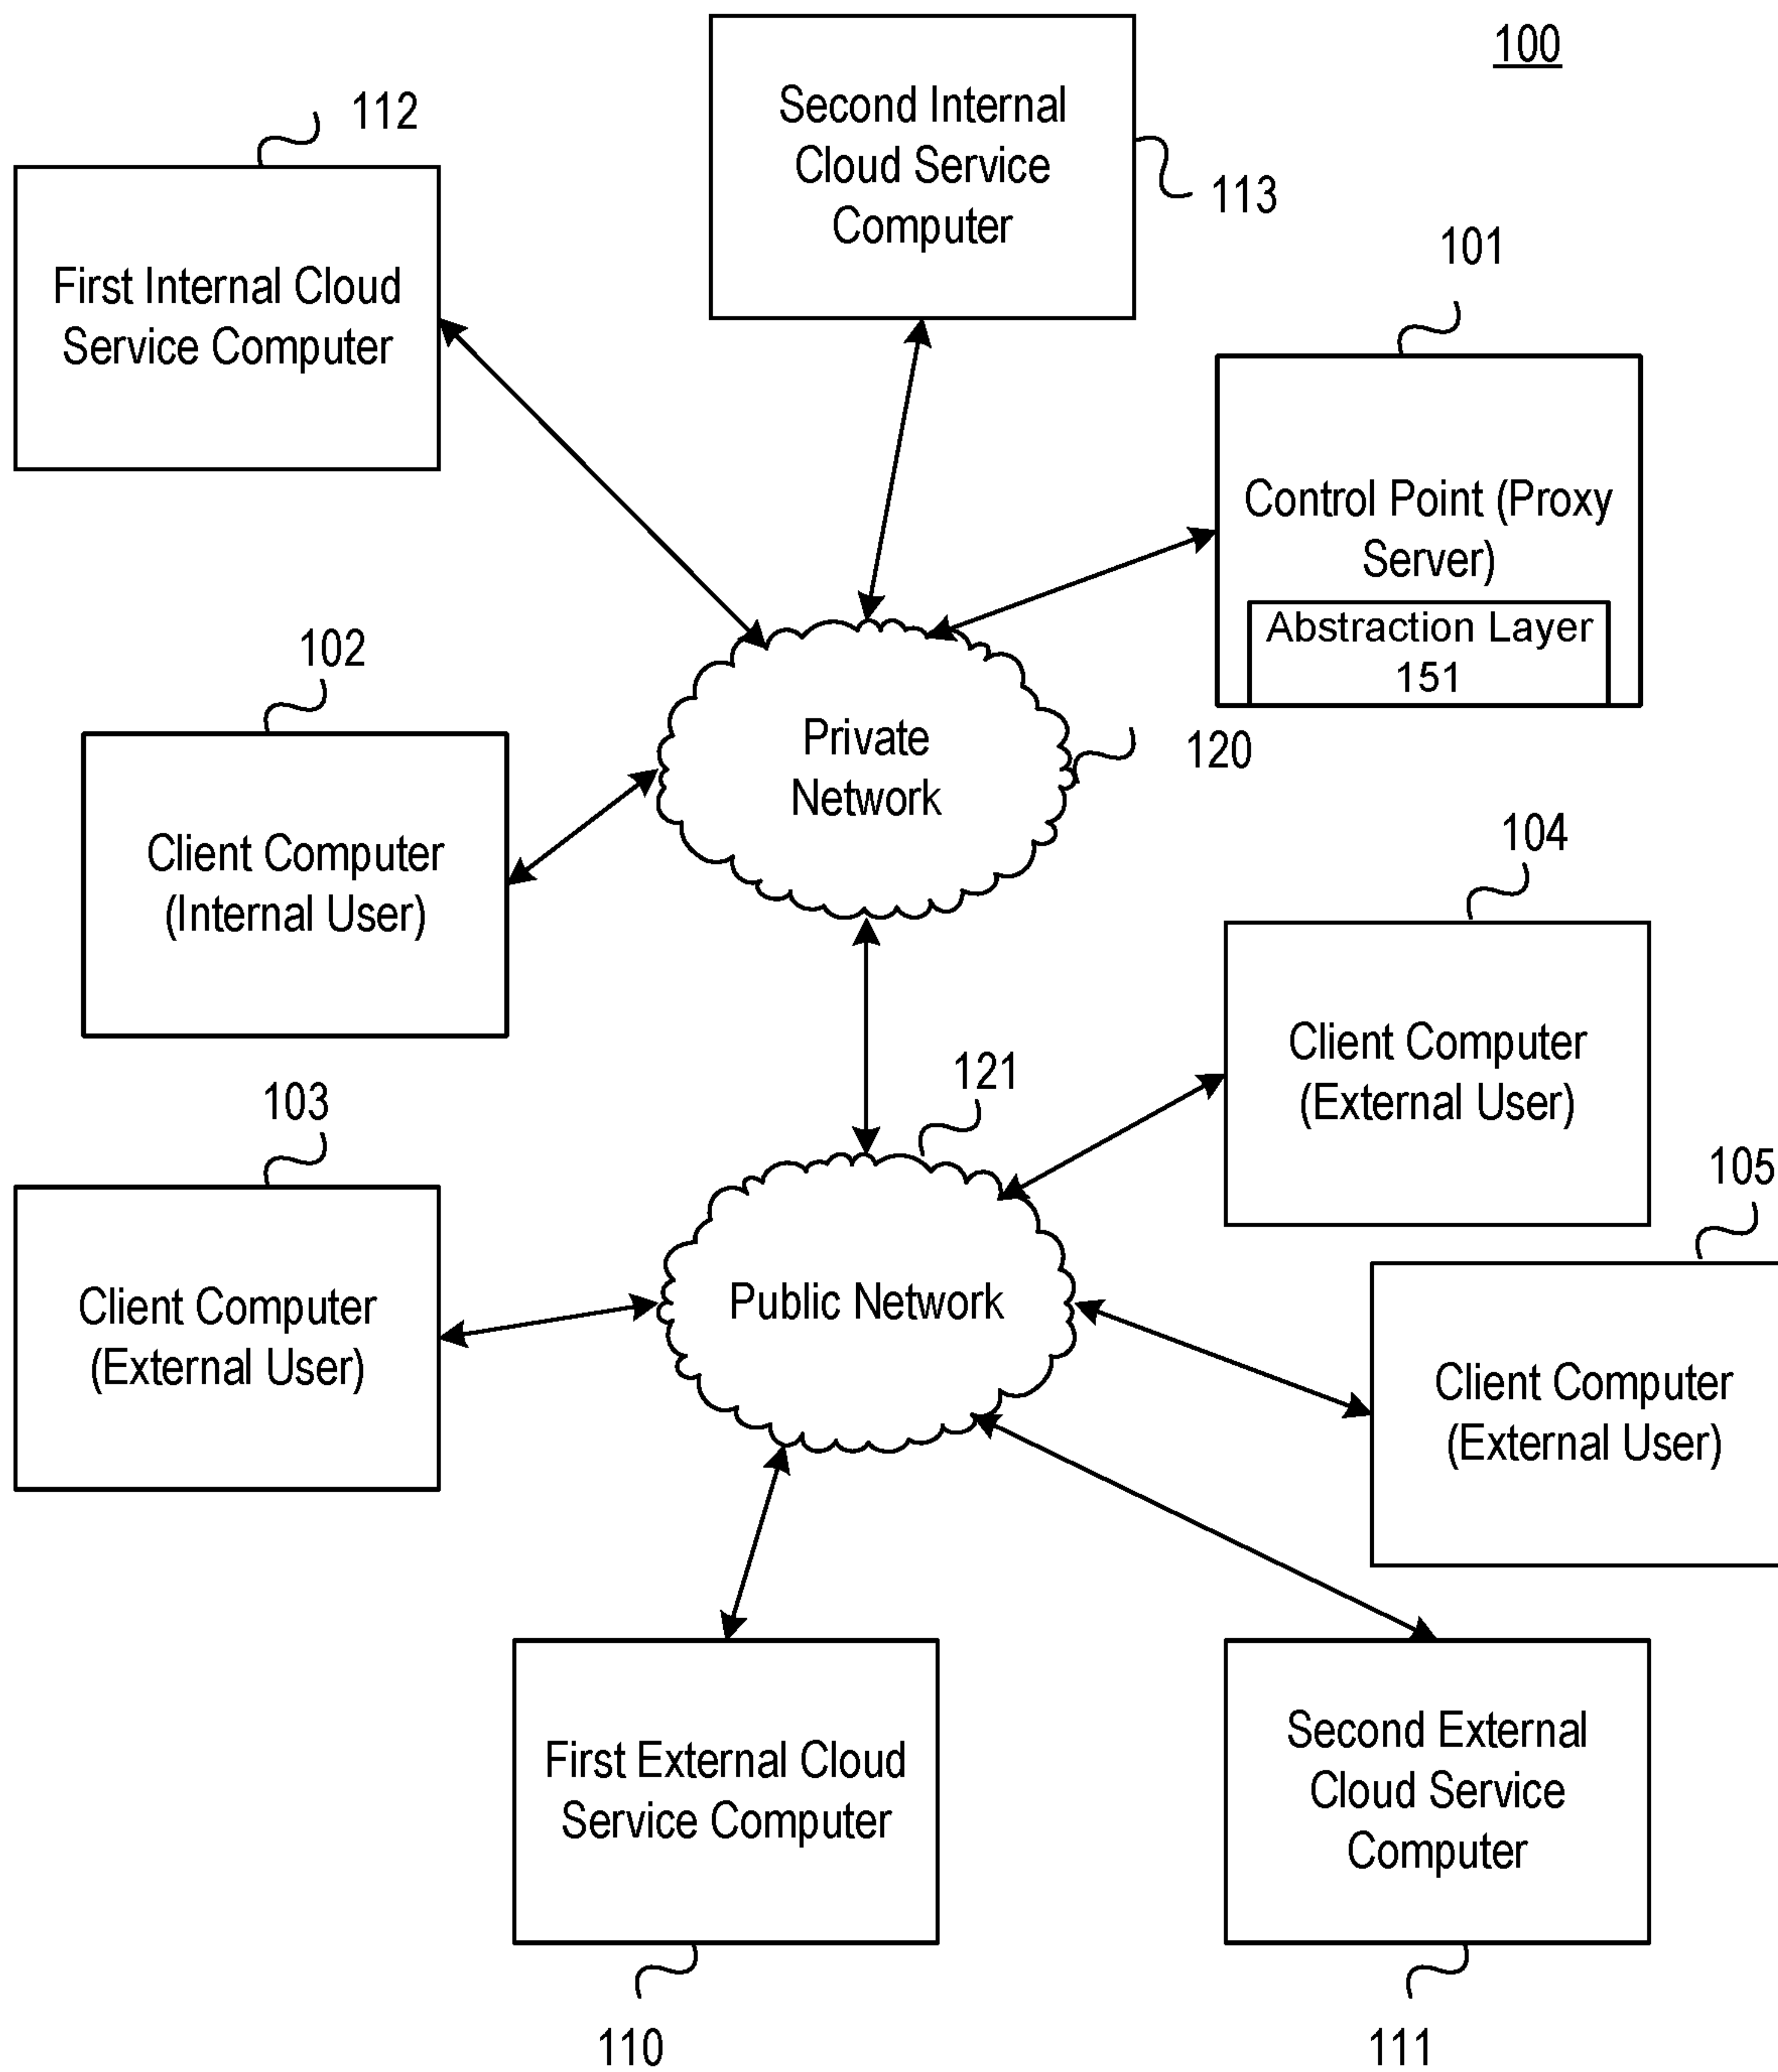 100
112
Second Internal
Cloud Service
Computer
113
First Internal Cloud
Service Computer
101
Control Point (Proxy
Server)
Abstraction Layer
151
102
Private
Network
120
Client Computer
(Internal User)
104
Client Computer
(External User)
121
103
105
Client Computer
(External User)
Public Network
Client Computer
(External User)
First External Cloud
Service Computer
Second External
Cloud Service
Computer
110
111